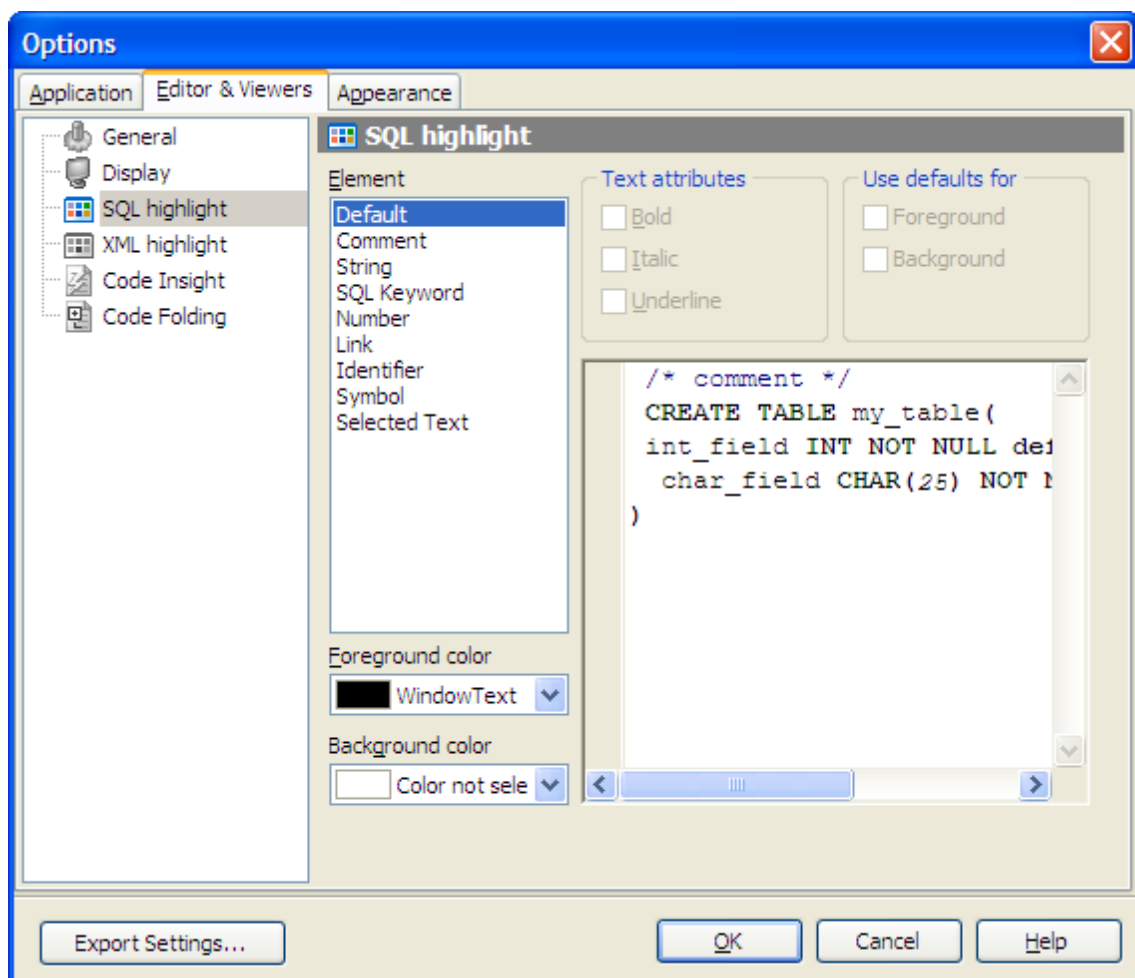 Options
Application Editor & Viewers Appearance
General
Display
SQL highlight
XML highlight
Code Insight
Code Folding
SQL highlight
Element
Default
Comment
String
SQL Keyword
Number
Link
Identifier
Symbol
Selected Text
Foreground color
WindowText
Background color
Color not sele
Text attributes
Bold
Italic
Underline
Use defaults for
Foreground
Background
/* comment */
CREATE TABLE my_table(
int_field INT NOT NULL def
char_field CHAR(25) NOT N
)
Export Settings... OK Cancel Help